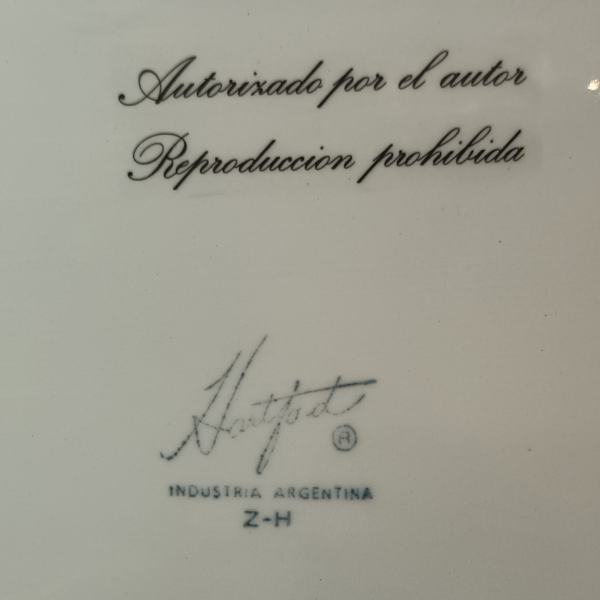 Autorizado por el autor
Reproduccion prohibida
Hartford
®
INDUSTRIA ARGENTINA
Z-H